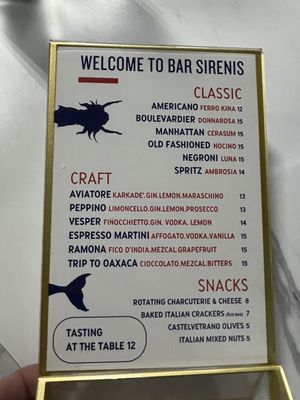 WELCOME TO BAR SIRENIS
CLASSIC
AMERICANO FERRO KINA 12
BOULEVARDIER DONNAROSA 15
MANHATTAN CERASUM 15
OLD FASHIONED NOCINO 15
NEGRONI LUNA 15
SPRITZ AMBROSIA 14
CRAFT
AVIATORE KARKADE'.GIN.LEMON.MARASCHINO 13
PEPPINO LIMONCELLO.GIN.LEMON.PROSECCO 13
VESPER FINOCCHIETTO.GIN. VODKA. LEMON 14
ESPRESSO MARTINI AFFOGATO.VODKA.VANILLA 15
RAMONA FICO D'INDIA.MEZCAL.GRAPEFRUIT 15
TRIP TO OAXACA CIOCCOLATO.MEZCAL.BITTERS 15
SNACKS
ROTATING CHARCUTERIE & CHEESE 8
BAKED ITALIAN CRACKERS (8OZ BAG) 7
CASTELVETRANO OLIVES 5
ITALIAN MIXED NUTS 5
TASTING
AT THE TABLE 12